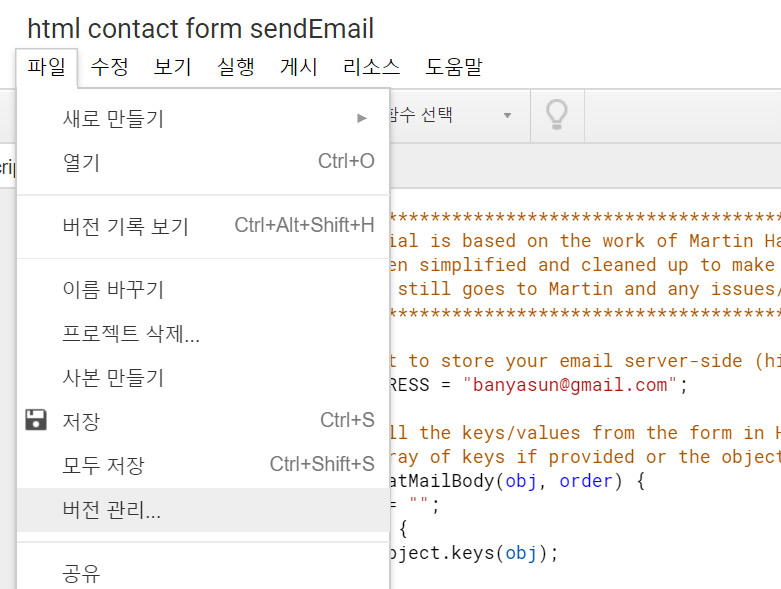 html contact form sendEmail
파일 수정 보기 실행 게시 리소스 도움말
새로 만들기
함수 선택
열기 Ctrl+O
버전 기록 보기 Ctrl+Alt+Shift+H
이름 바꾸기
프로젝트 삭제...
사본 만들기
저장 Ctrl+S
모두 저장 Ctrl+Shift+S
버전 관리...
공유
****************************************
ial is based on the work of Martin Ha
en simplified and cleaned up to make
still goes to Martin and any issues/
****************************************
t to store your email server-side (hi
RESS = "banyasun@gmail.com";
ll the keys/values from the form in H
ray of keys if provided or the object
atMailBody(obj, order) {
= "";
{
bject.keys(obj);